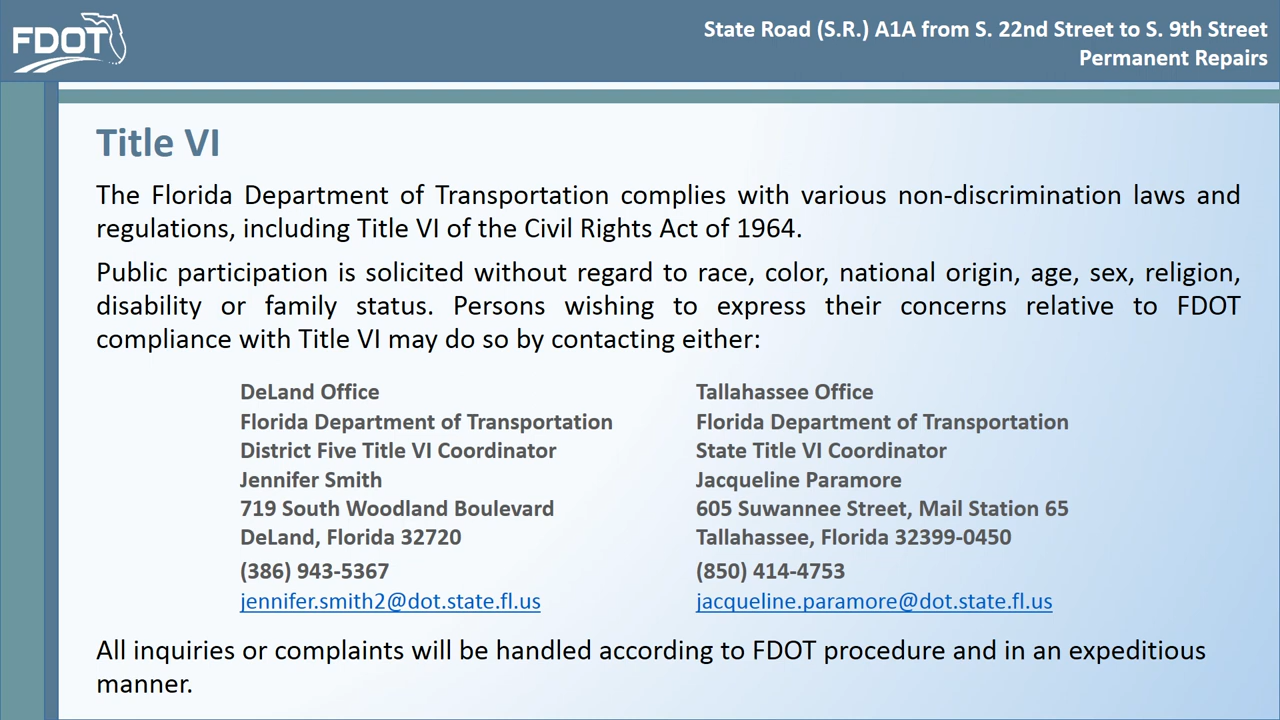 FDOT
State Road (S.R.) A1A from S. 22nd Street to S. 9th Street
Permanent Repairs
Title VI
The Florida Department of Transportation complies with various non-discrimination laws and
regulations, including Title VI of the Civil Rights Act of 1964.
Public participation is solicited without regard to race, color, national origin, age, sex, religion,
disability or family status. Persons wishing to express their concerns relative to FDOT
compliance with Title VI may do so by contacting either:
DeLand Office
Florida Department of Transportation
District Five Title VI Coordinator
Jennifer Smith
719 South Woodland Boulevard
DeLand, Florida 32720
(386) 943-5367
jennifer.smith2@dot.state.fl.us
Tallahassee Office
Florida Department of Transportation
State Title VI Coordinator
Jacqueline Paramore
605 Suwannee Street, Mail Station 65
Tallahassee, Florida 32399-0450
(850) 414-4753
jacqueline.paramore@dot.state.fl.us
All inquiries or complaints will be handled according to FDOT procedure and in an expeditious
manner.